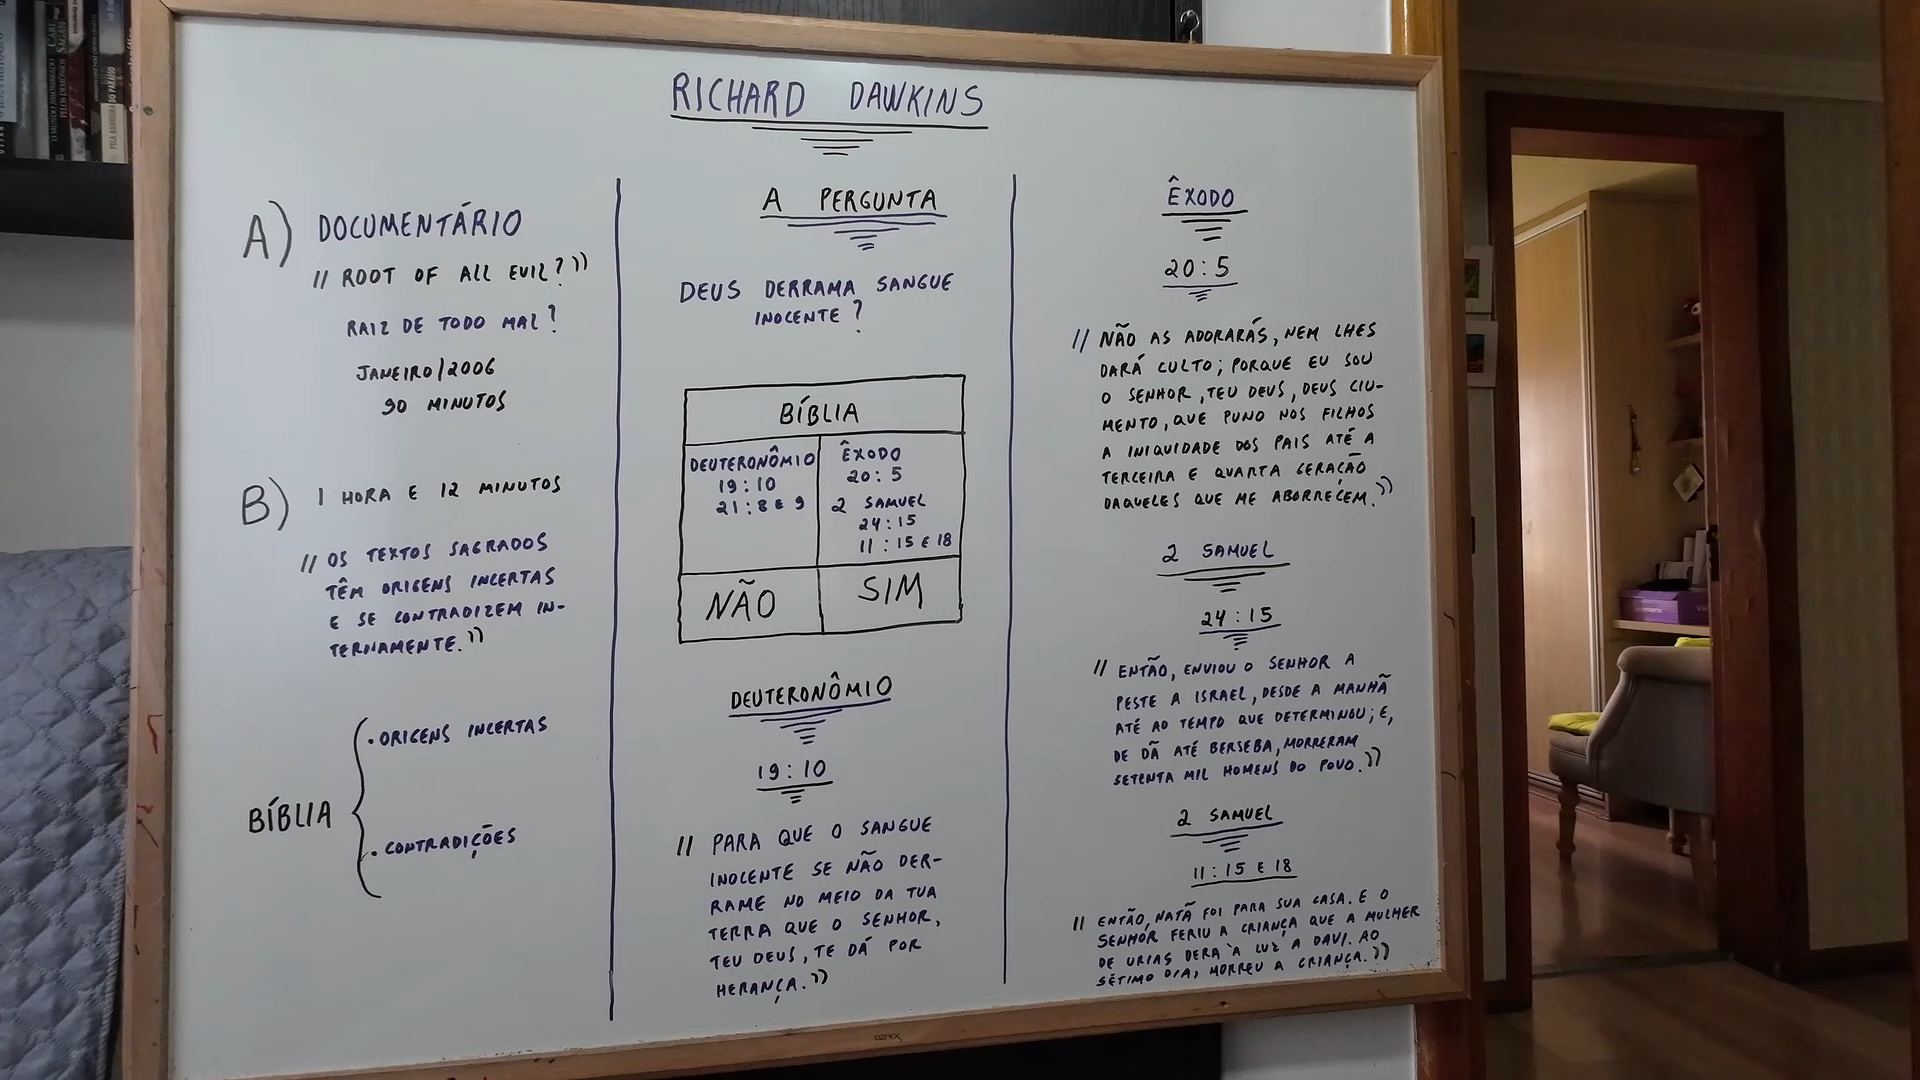 RICHARD DAWKINS
A) DOCUMENTÁRIO
"ROOT OF ALL EVIL?"
RAIZ DE TODO MAL?
JANEIRO/2006
90 MINUTOS
B) 1 HORA E 12 MINUTOS
"OS TEXTOS SAGRADOS
TÊM ORIGENS INCERTAS
E SE CONTRADIZEM IN-
TERNAMENTE."
BÍBLIA
• ORIGENS INCERTAS
• CONTRADIÇÕES
A PERGUNTA
DEUS DERRAMA SANGUE
INOCENTE?
BÍBLIA
DEUTERONÔMIO
19:10
21:8 E 9
ÊXODO
20:5
2 SAMUEL
24:15
11:15 E 18
NÃO
SIM
DEUTERONÔMIO
19:10
"PARA QUE O SANGUE
INOCENTE SE NÃO DER-
RAME NO MEIO DA TUA
TERRA QUE O SENHOR,
TEU DEUS, TE DÁ POR
HERANÇA."
ÊXODO
20:5
"NÃO AS ADORARÁS, NEM LHES
DARÁ CULTO; PORQUE EU SOU
O SENHOR, TEU DEUS, DEUS CIU-
MENTO, QUE PUNO NOS FILHOS
A INIQUIDADE DOS PAIS ATÉ A
TERCEIRA E QUARTA GERAÇÃO
DAQUELES QUE ME ABORRECEM."
2 SAMUEL
24:15
"ENTÃO, ENVIOU O SENHOR A
PESTE A ISRAEL, DESDE A MANHÃ
ATÉ AO TEMPO QUE DETERMINOU; E,
DE DÃ ATÉ BERSEBA, MORRERAM
SETENTA MIL HOMENS DO POVO."
2 SAMUEL
11:15 E 18
"ENTÃO, NATÃ FOI PARA SUA CASA. E O
SENHOR FERIU A CRIANÇA QUE A MULHER
DE URIAS DERA À LUZ A DAVI. AO
SÉTIMO DIA, MORREU A CRIANÇA."
SOUZA
CARL SAGAN
O MUNDO ASSOMBRADO
PELOS DEMÔNIOS